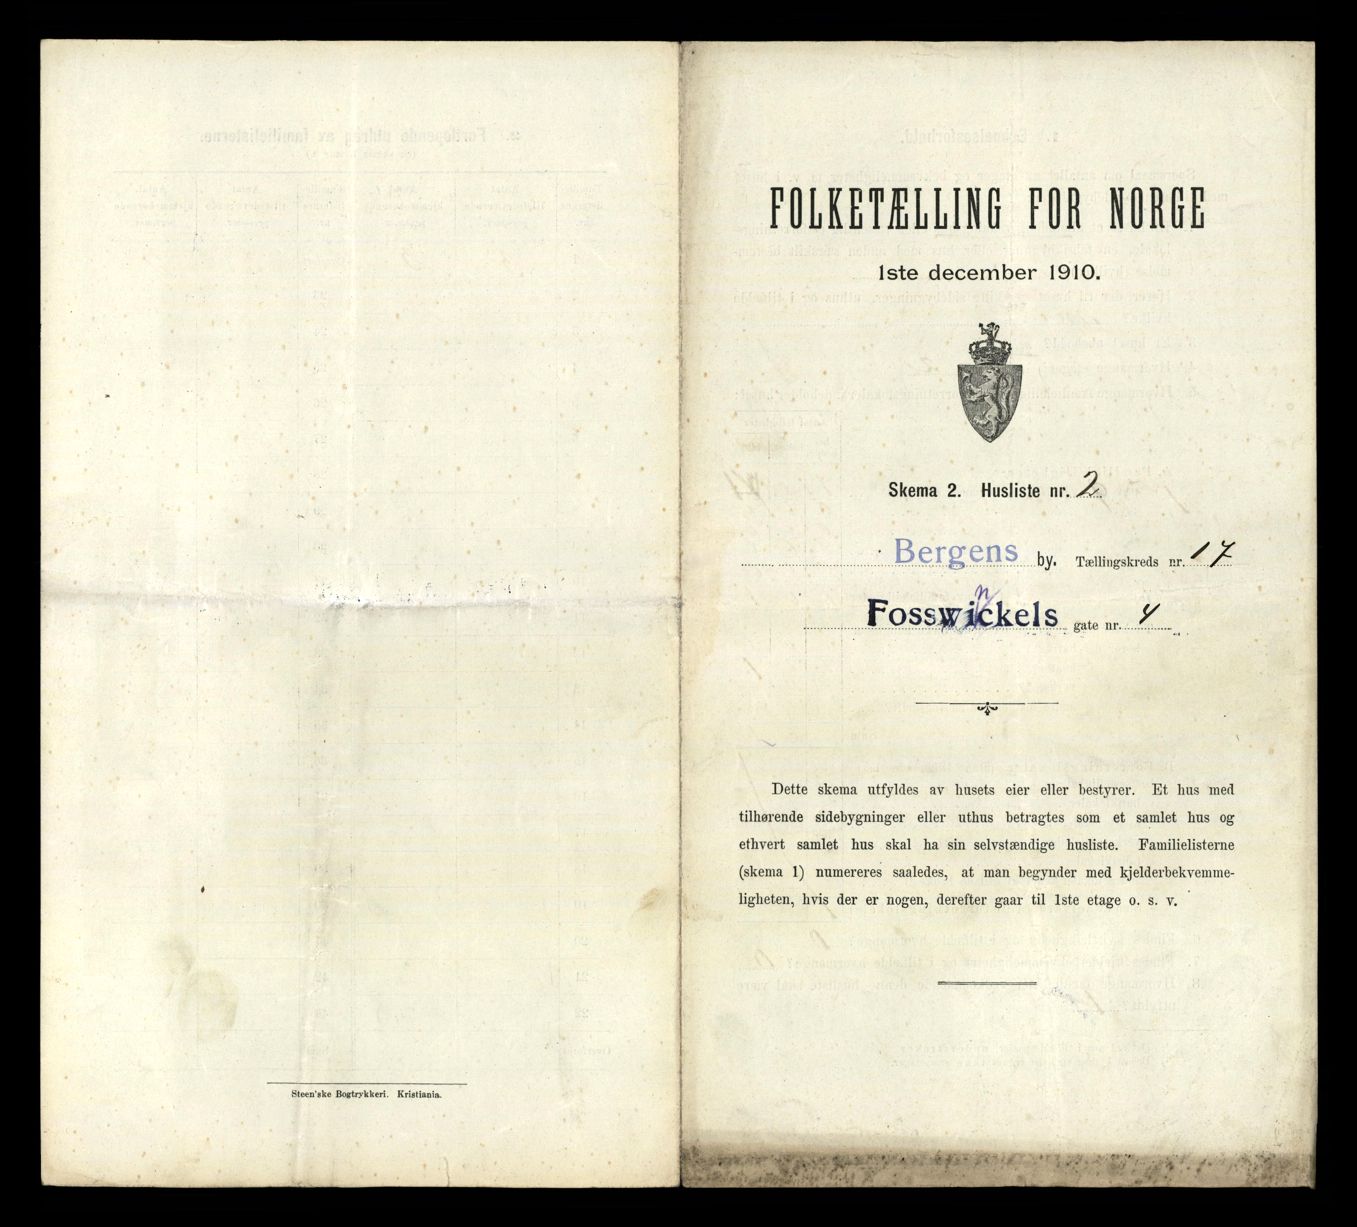 FOLKETÆLLING FOR NORGE
1ste december 1910.
Skema 2. Husliste nr. 2
Bergens by. Tællingskreds nr. 17
Fosswinckels gate nr. 4
Dette skema utfyldes av husets eier eller bestyrer. Et hus med
tilhørende sidebygninger eller uthus betragtes som et samlet hus og
ethvert samlet hus skal ha sin selvstændige husliste. Familielisterne
(skema 1) numereres saaledes, at man begynder med kjelderbekvemme-
ligheten, hvis der er nogen, derefter gaar til 1ste etage o. s. v.
Steen'ske Bogtrykkeri. Kristiania.